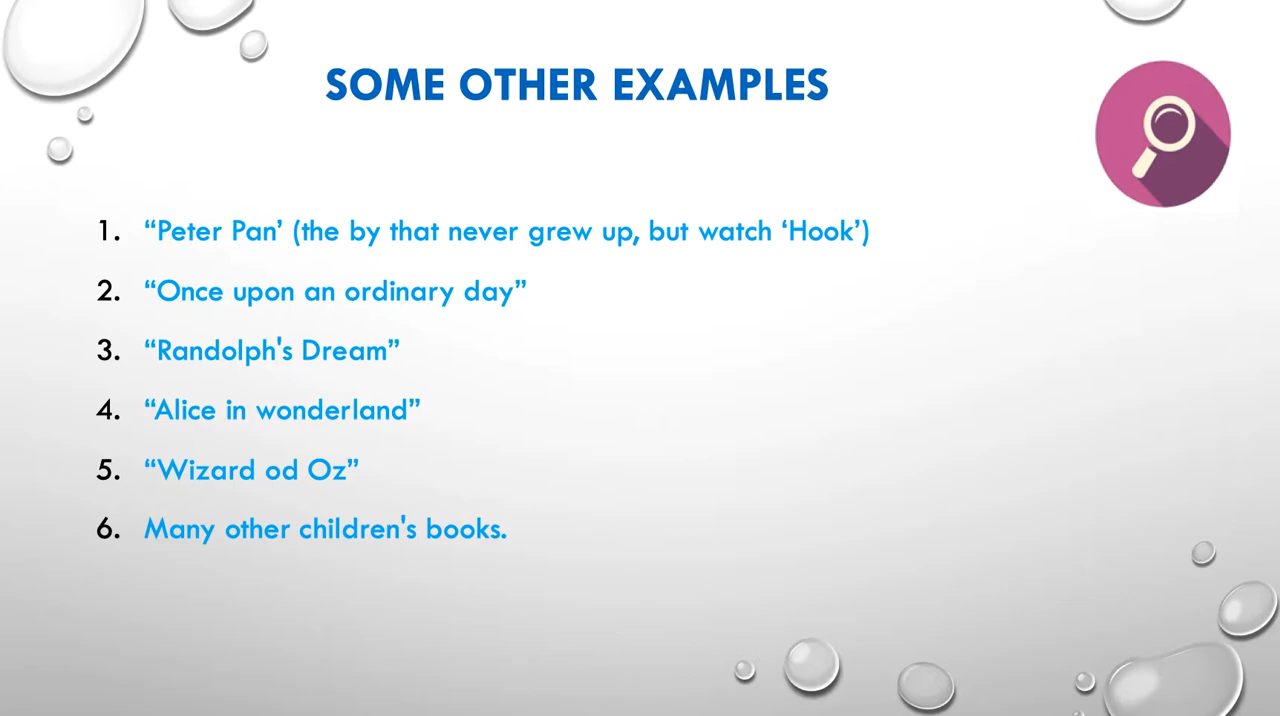 SOME OTHER EXAMPLES
1. “Peter Pan’ (the by that never grew up, but watch ‘Hook’)
2. “Once upon an ordinary day”
3. “Randolph's Dream”
4. “Alice in wonderland”
5. “Wizard od Oz”
6. Many other children's books.